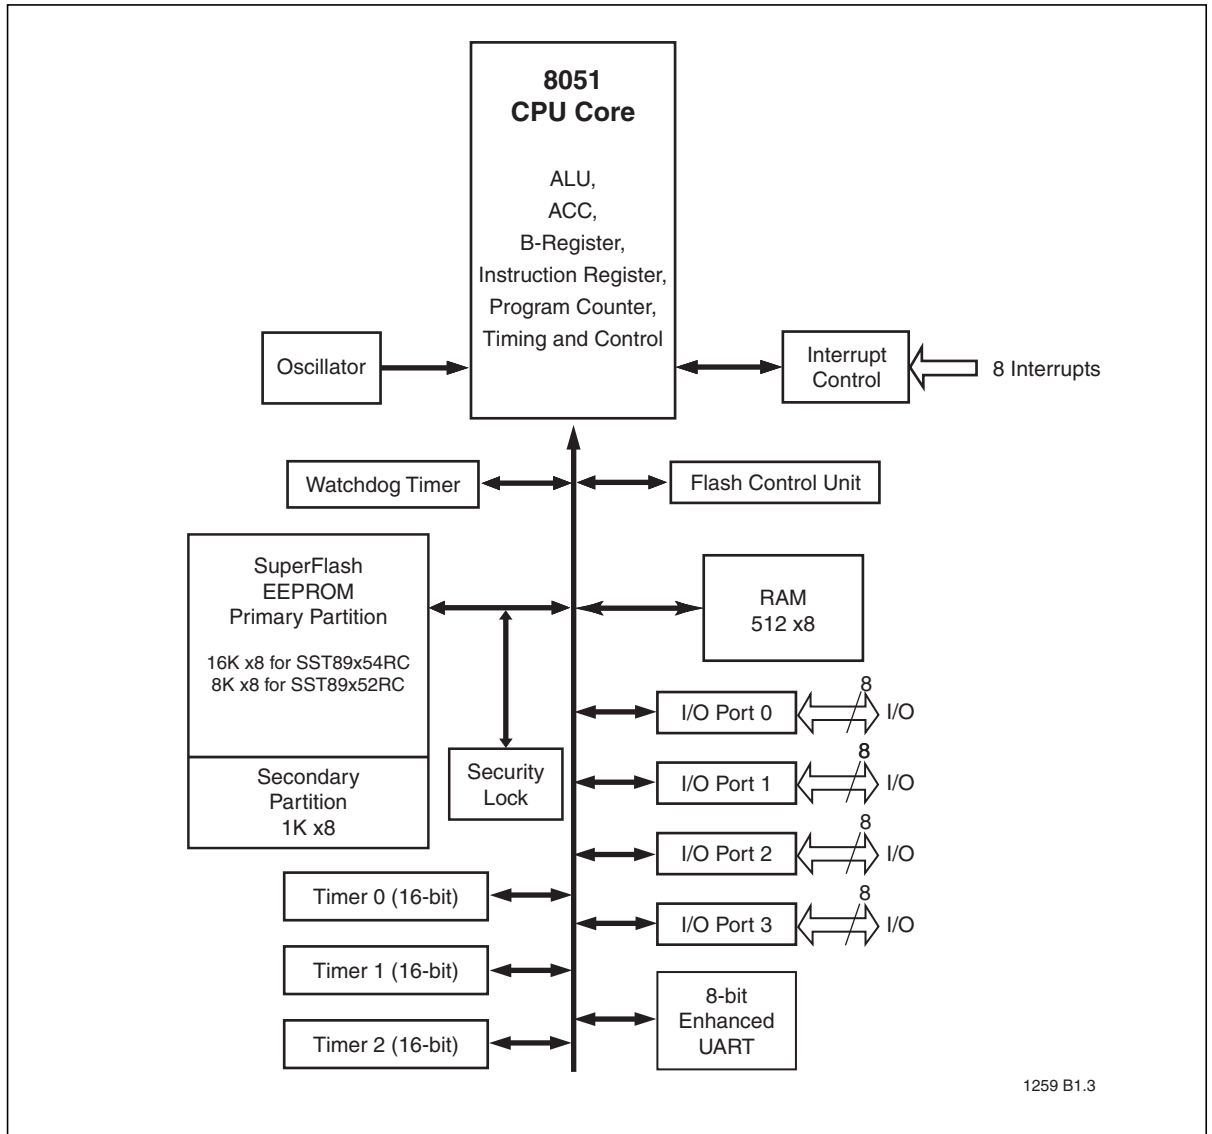 8051
CPU Core
ALU,
ACC,
B-Register,
Instruction Register,
Program Counter,
Timing and Control
Oscillator
Interrupt
Control
8 Interrupts
Watchdog Timer
Flash Control Unit
SuperFlash
EEPROM
Primary Partition
16K x8 for SST89x54RC
8K x8 for SST89x52RC
RAM
512 x8
Secondary
Partition
1K x8
Security
Lock
I/O Port 0
8
I/O
I/O Port 1
8
I/O
I/O Port 2
8
I/O
I/O Port 3
8
I/O
Timer 0 (16-bit)
Timer 1 (16-bit)
Timer 2 (16-bit)
8-bit
Enhanced
UART
1259 B1.3